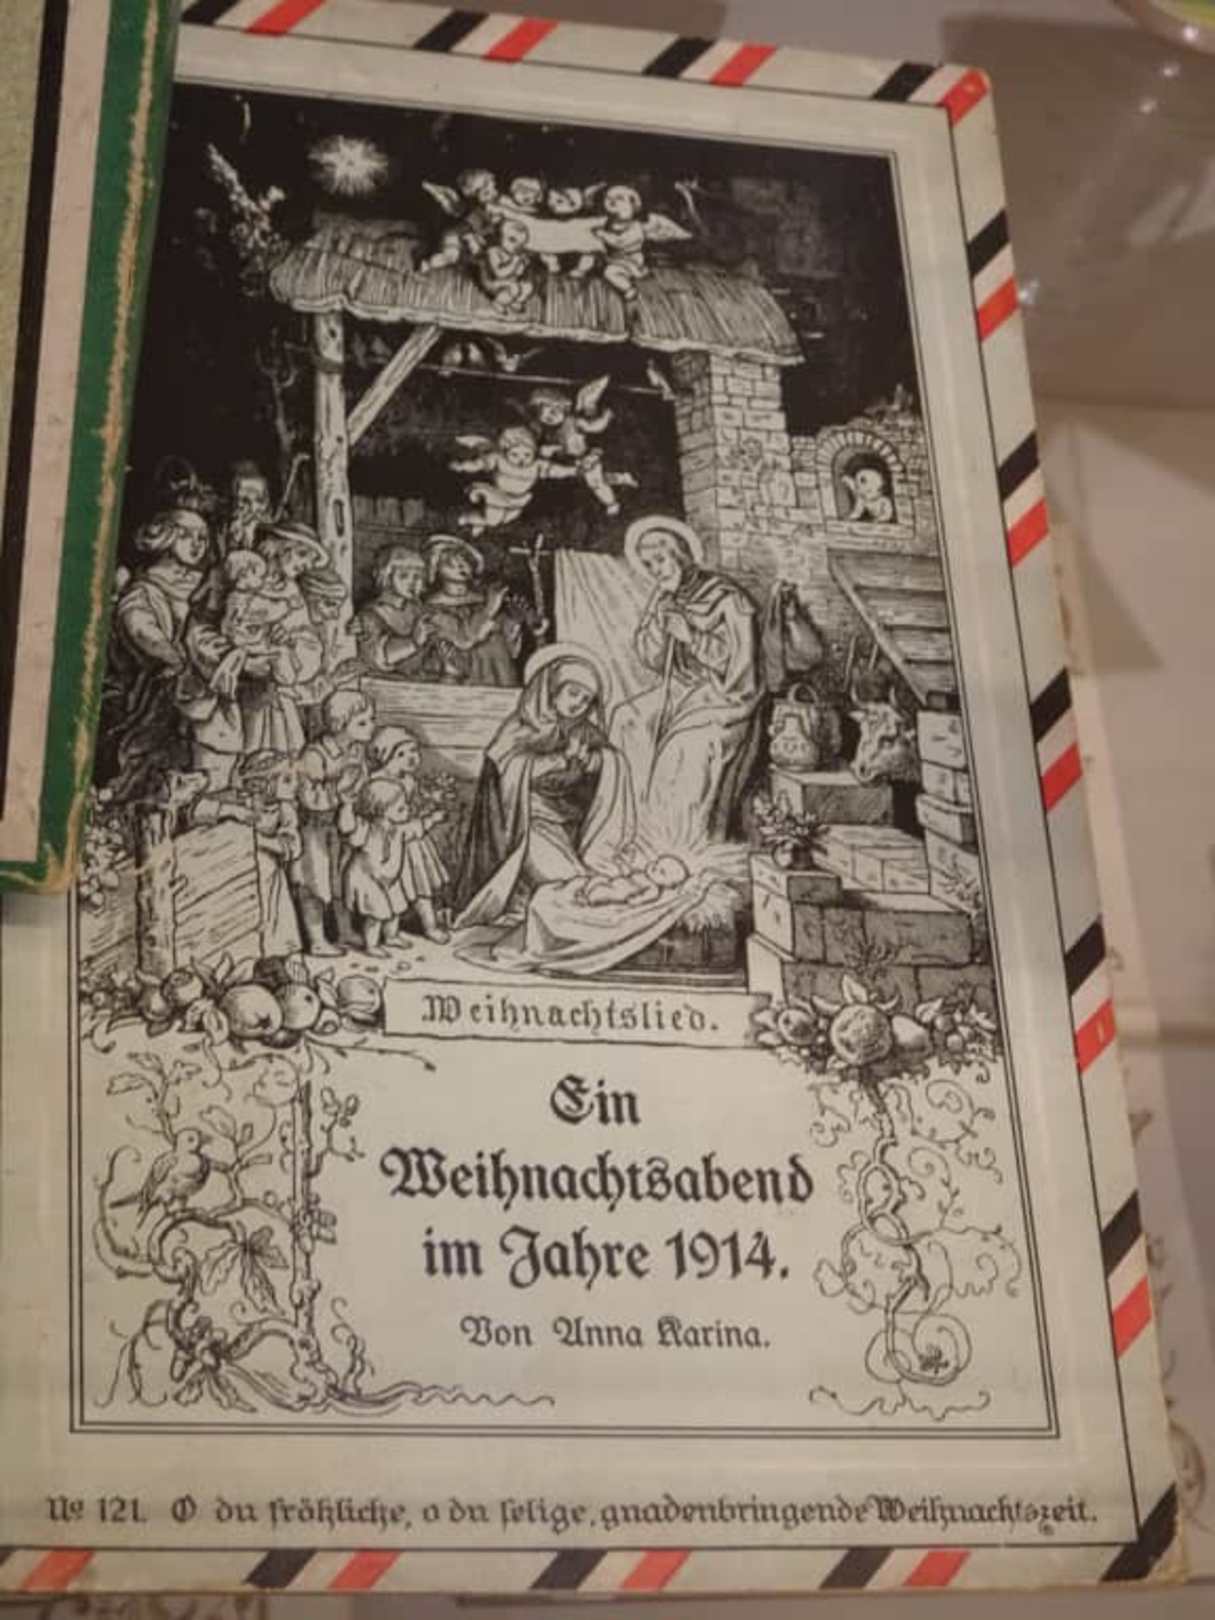 Weihnachtslied.
Ein
Weihnachtsabend
im Jahre 1914.
Von Anna Karina.
No 121. O du fröhliche, o du selige, gnadenbringende Weihnachtszeit.